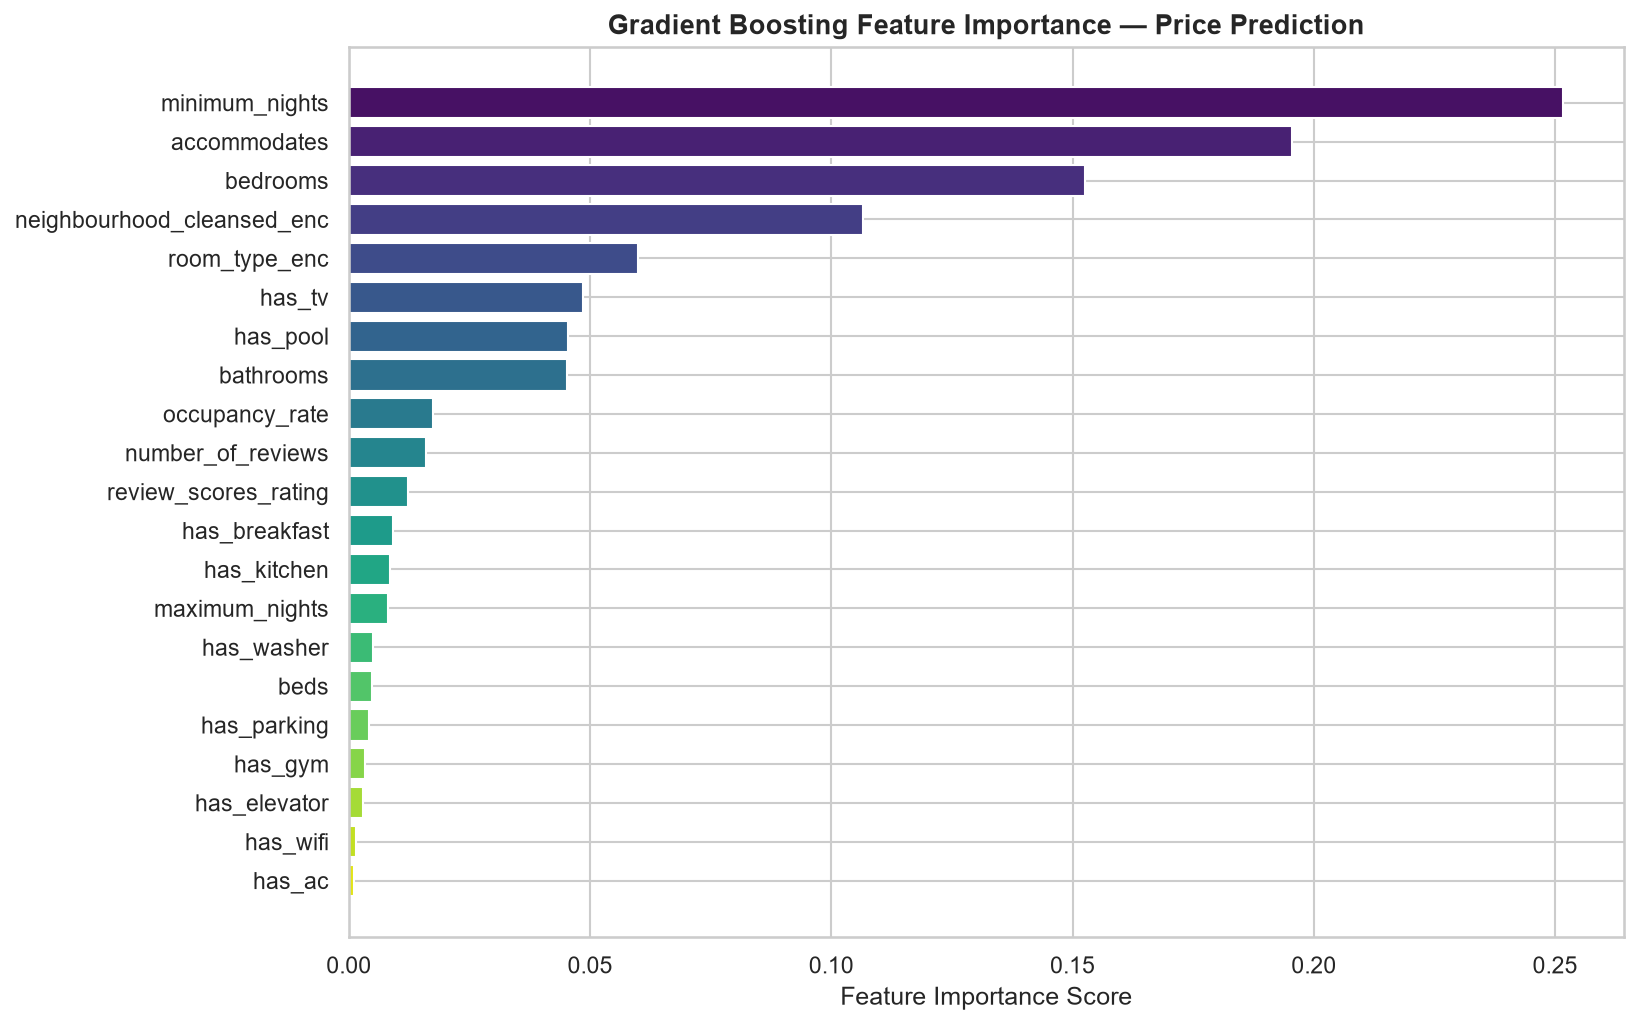 Gradient Boosting Feature Importance — Price Prediction
minimum_nights
accommodates
bedrooms
neighbourhood_cleansed_enc
room_type_enc
has_tv
has_pool
bathrooms
occupancy_rate
number_of_reviews
review_scores_rating
has_breakfast
has_kitchen
maximum_nights
has_washer
beds
has_parking
has_gym
has_elevator
has_wifi
has_ac
0.00 0.05 0.10 0.15 0.20 0.25
Feature Importance Score